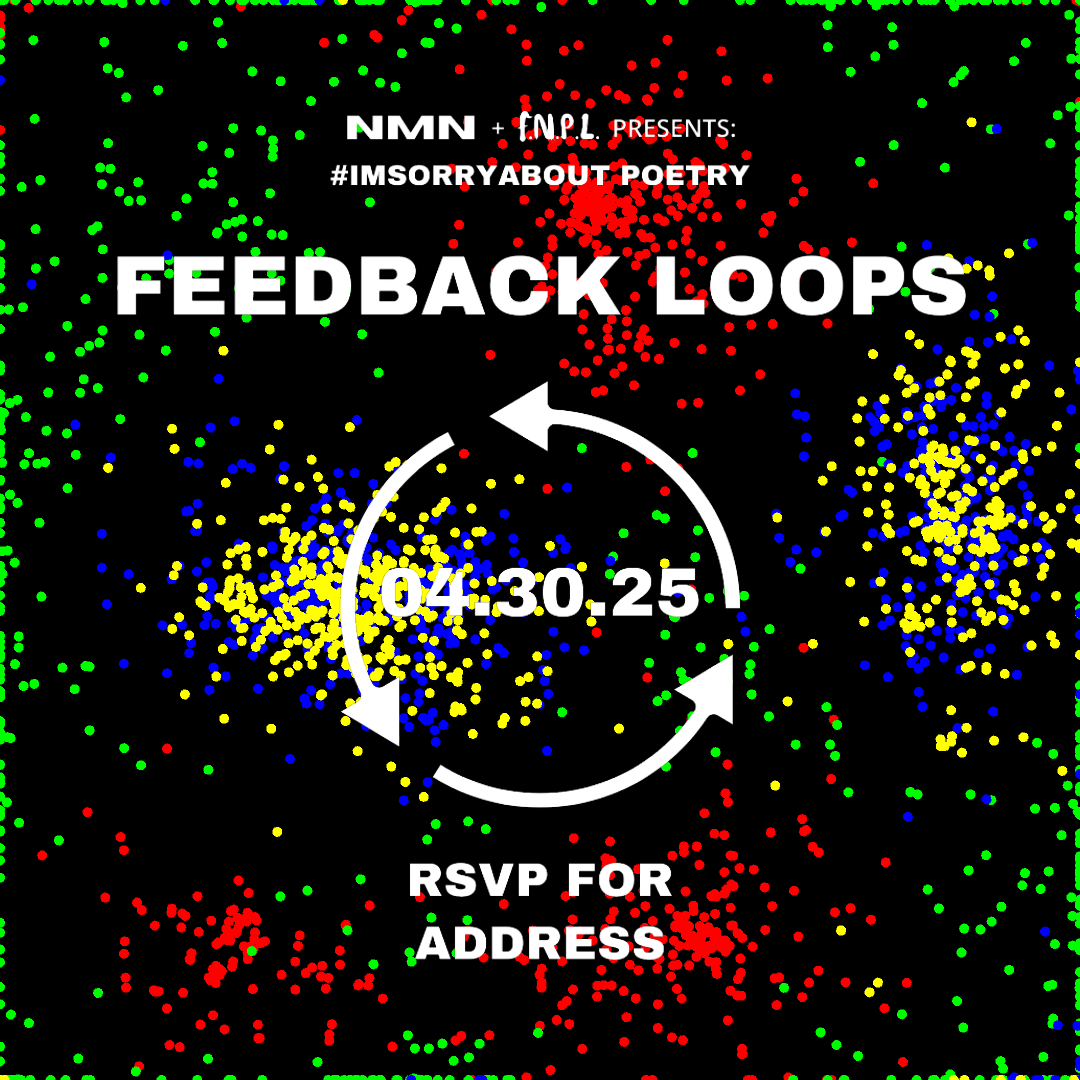 NMN + F.N.P.L. PRESENTS:
#IMSORRYABOUT POETRY
FEEDBACK LOOPS
04.30.25
RSVP FOR
ADDRESS